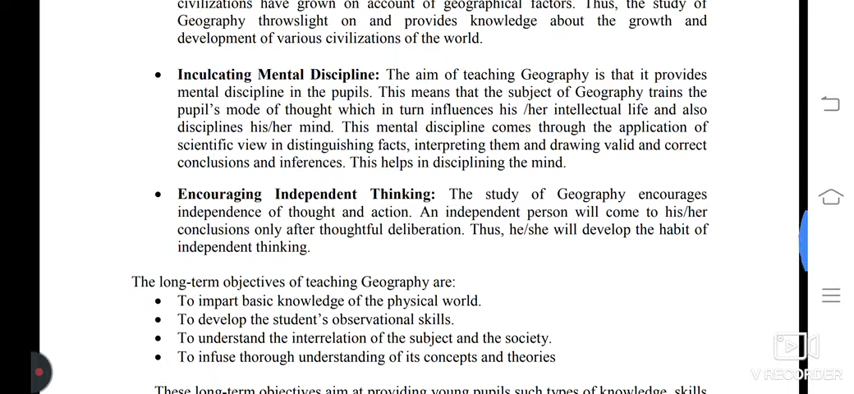 civilizations have grown on account of geographical factors. Thus, the study of
Geography throwslight on and provides knowledge about the growth and
development of various civilizations of the world.
• Inculcating Mental Discipline: The aim of teaching Geography is that it provides
mental discipline in the pupils. This means that the subject of Geography trains the
pupil's mode of thought which in turn influences his /her intellectual life and also
disciplines his/her mind. This mental discipline comes through the application of
scientific view in distinguishing facts, interpreting them and drawing valid and correct
conclusions and inferences. This helps in disciplining the mind.
• Encouraging Independent Thinking: The study of Geography encourages
independence of thought and action. An independent person will come to his/her
conclusions only after thoughtful deliberation. Thus, he/she will develop the habit of
independent thinking.
The long-term objectives of teaching Geography are:
• To impart basic knowledge of the physical world.
• To develop the student's observational skills.
• To understand the interrelation of the subject and the society.
• To infuse thorough understanding of its concepts and theories
These long-term objectives aim at providing young pupils such types of knowledge, skills
V RECORDER